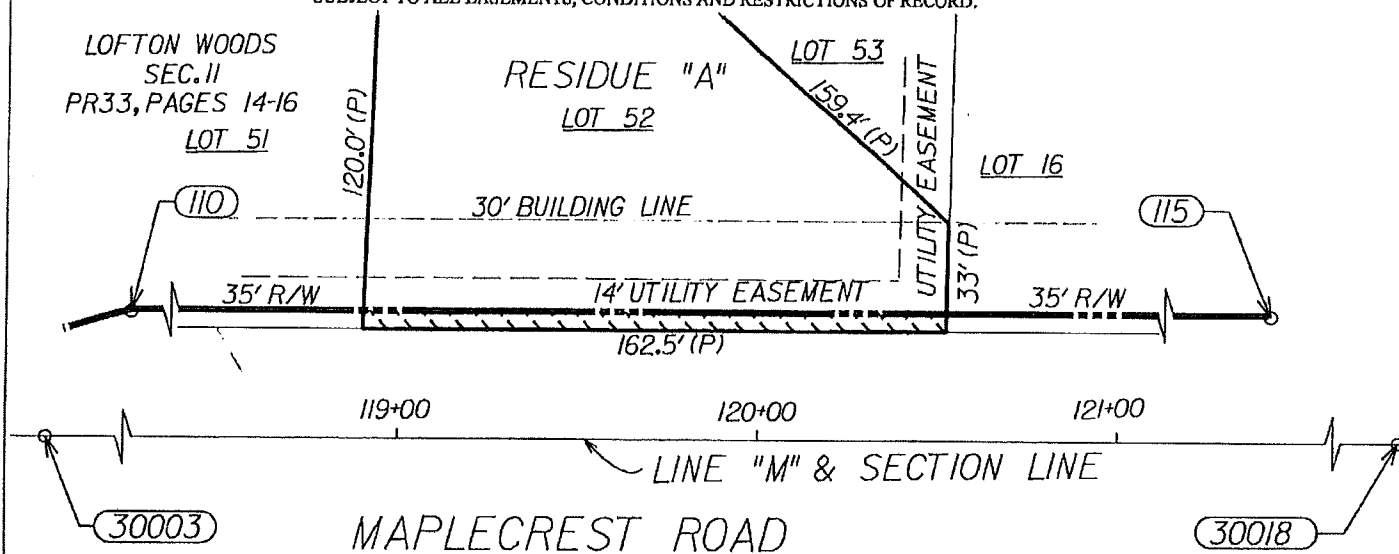 SUBJECT TO ALL EASEMENTS, CONDITIONS AND RESTRICTIONS OF RECORD.
LOFTON WOODS
SEC. II
PR33, PAGES 14-16
LOT 51
120.0' (P)
RESIDUE "A"
LOT 52
LOT 53
159.4' (P)
UTILITY EASEMENT
LOT 16
110
30' BUILDING LINE
115
33' (P)
35' R/W
14' UTILITY EASEMENT
35' R/W
162.5' (P)
119+00
120+00
121+00
LINE "M" & SECTION LINE
30003
MAPLECREST ROAD
30018